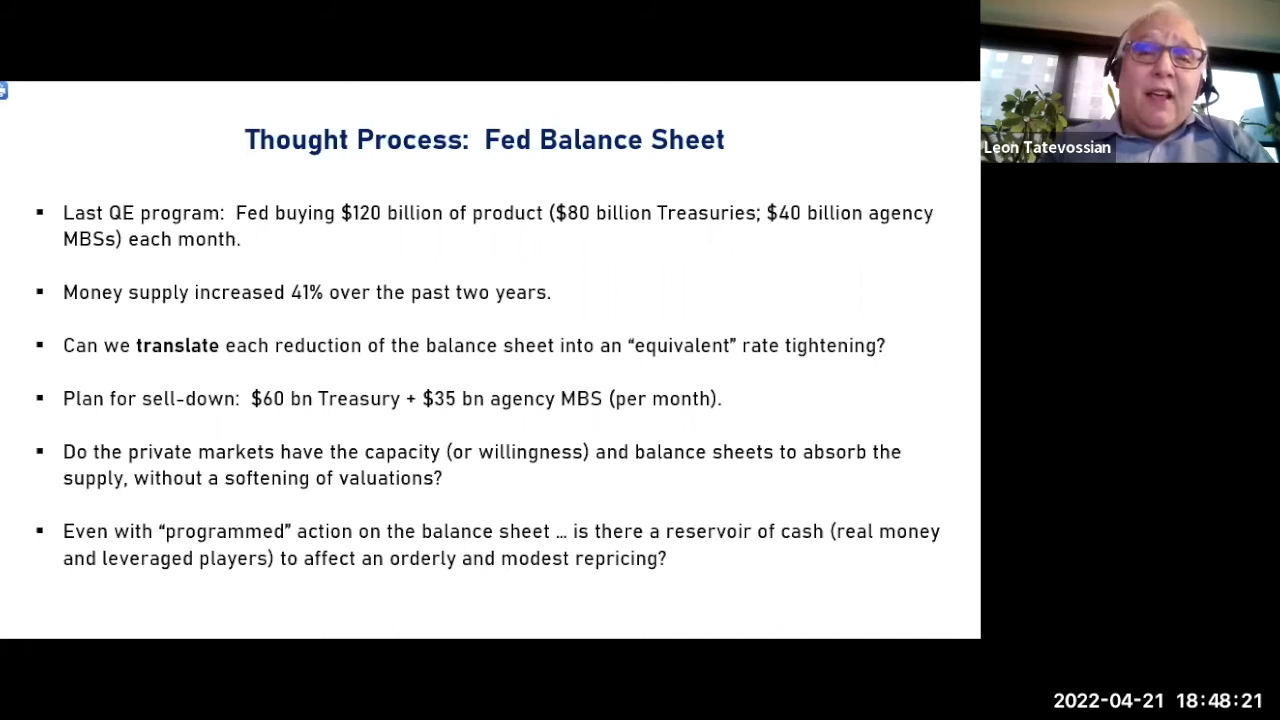 Thought Process: Fed Balance Sheet
Leon Tatevossian
▪ Last QE program: Fed buying $120 billion of product ($80 billion Treasuries; $40 billion agency
MBSs) each month.
▪ Money supply increased 41% over the past two years.
▪ Can we translate each reduction of the balance sheet into an “equivalent” rate tightening?
▪ Plan for sell-down: $60 bn Treasury + $35 bn agency MBS (per month).
▪ Do the private markets have the capacity (or willingness) and balance sheets to absorb the
supply, without a softening of valuations?
▪ Even with “programmed” action on the balance sheet … is there a reservoir of cash (real money
and leveraged players) to affect an orderly and modest repricing?
2022-04-21 18:48:21